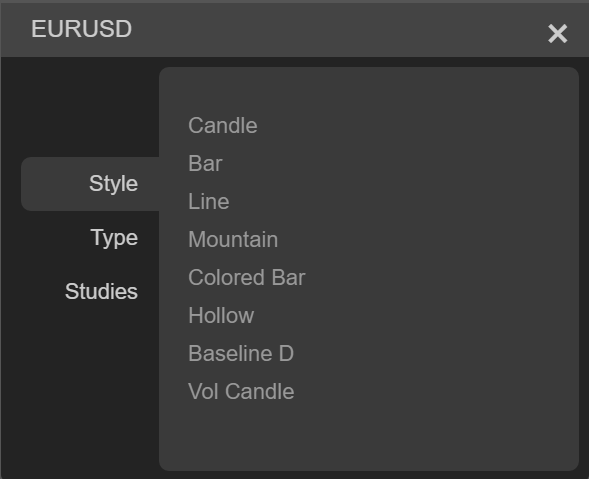 EURUSD
Style
Type
Studies
Candle
Bar
Line
Mountain
Colored Bar
Hollow
Baseline D
Vol Candle